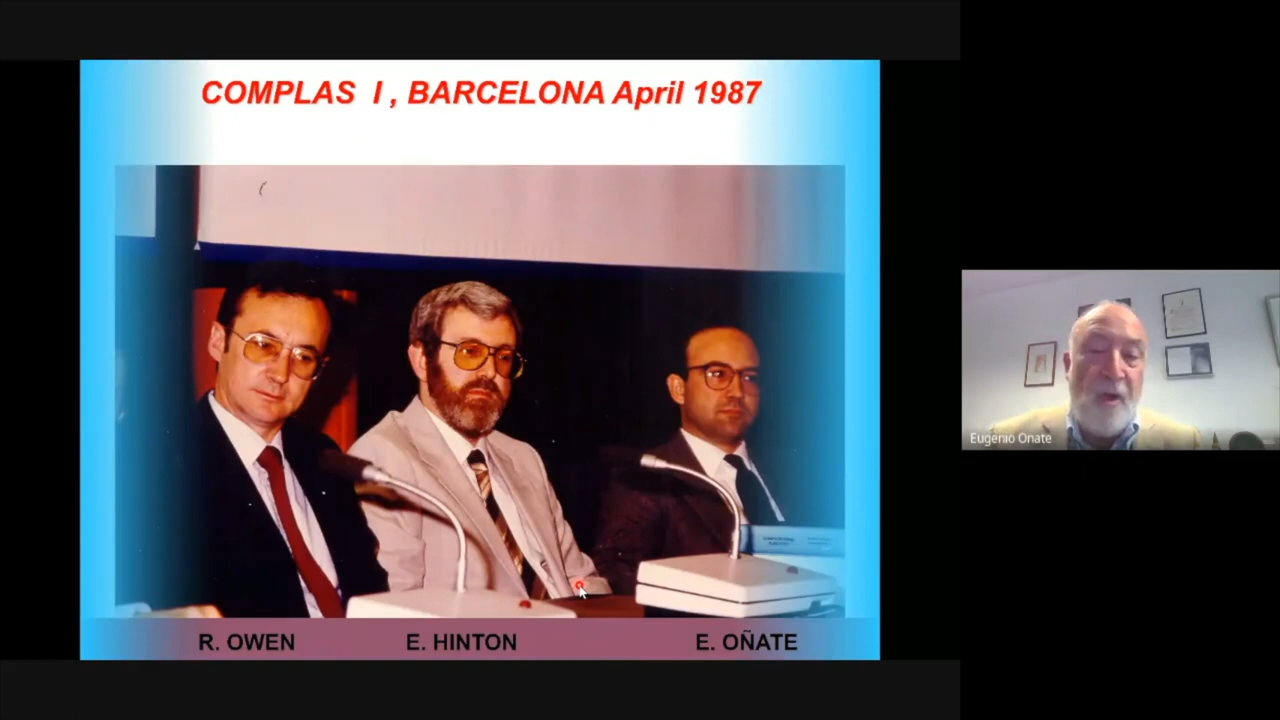 COMPLAS I , BARCELONA April 1987
R. OWEN E. HINTON E. OÑATE
Eugenio Onate